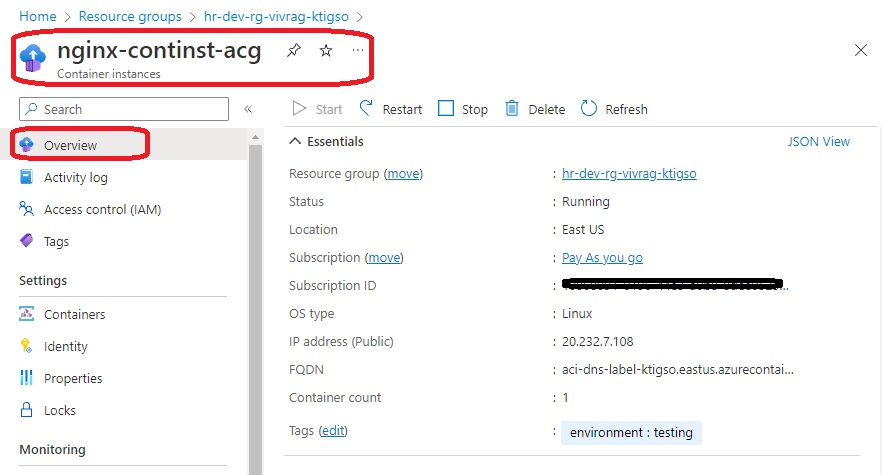 Home > Resource groups > hr-dev-rg-vivrag-ktigso >
nginx-continst-acg ...
Container instances
Search «
Overview
Activity log
Access control (IAM)
Tags
Settings
Containers
Identity
Properties
Locks
Monitoring
Start Restart Stop Delete Refresh
Essentials JSON View
Resource group (move) : hr-dev-rg-vivrag-ktigso
Status : Running
Location : East US
Subscription (move) : Pay As you go
Subscription ID : ...
OS type : Linux
IP address (Public) : 20.232.7.108
FQDN : aci-dns-label-ktigso.eastus.azurecontai...
Container count : 1
Tags (edit) : environment : testing